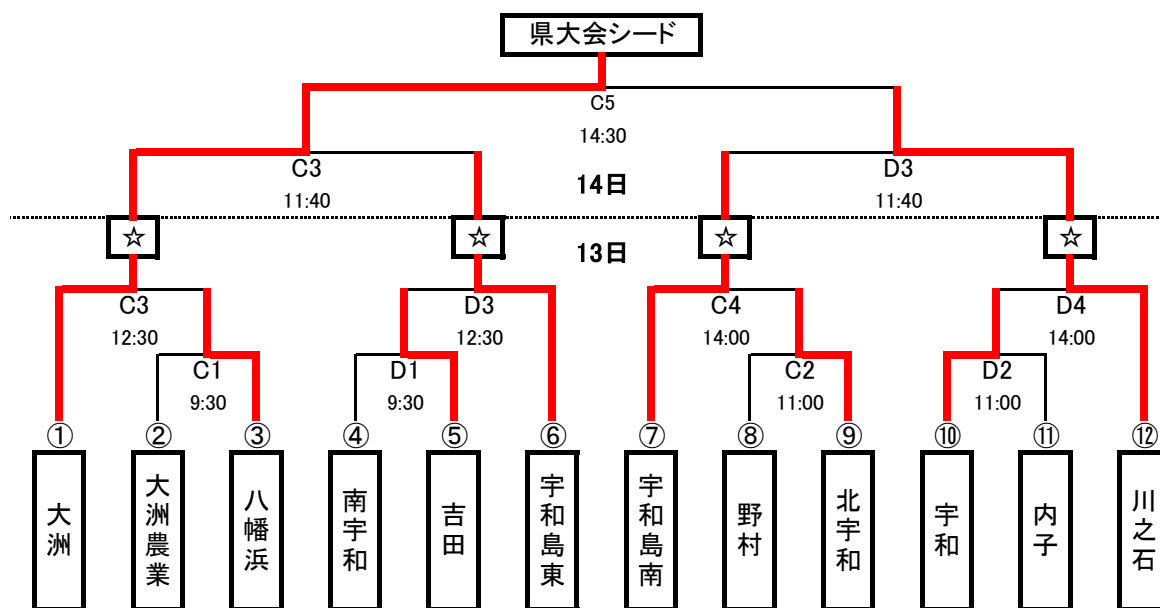 県大会シード
C5
14:30
C3
D3
11:40
14日
11:40
☆
☆
☆
☆
13日
C3
D3
C4
D4
12:30
12:30
14:00
14:00
C1
D1
C2
D2
9:30
9:30
11:00
11:00
①
②
③
④
⑤
⑥
⑦
⑧
⑨
⑩
⑪
⑫
大洲
大洲農業
八幡浜
南宇和
吉田
宇和島東
宇和島南
野村
北宇和
宇和
内子
川之石